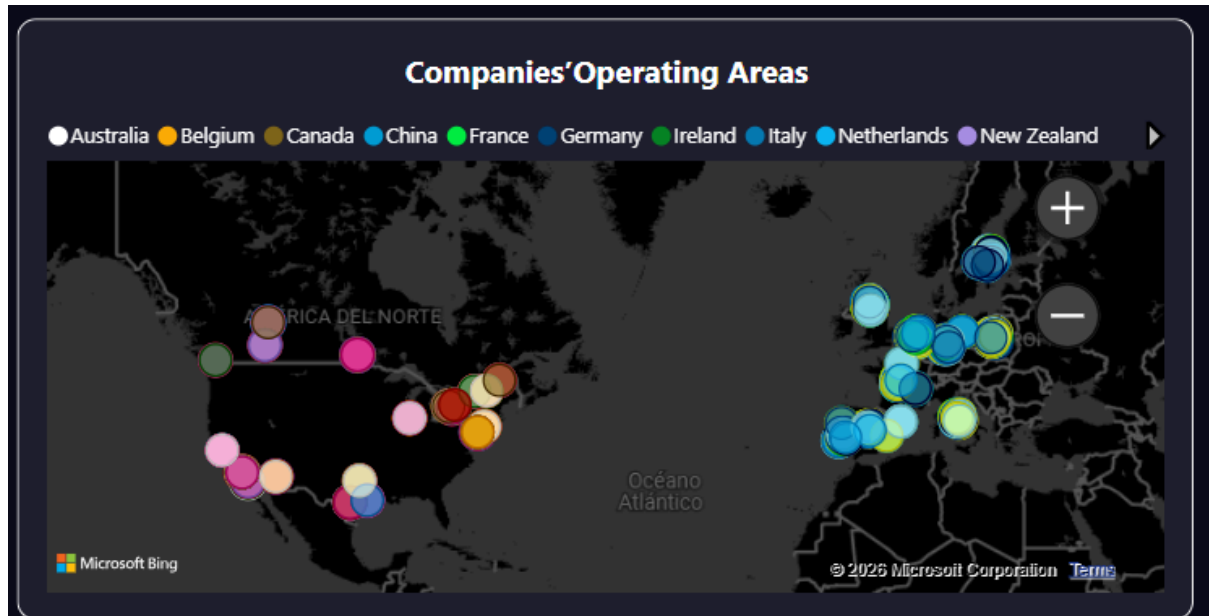 Companies'Operating Areas
Australia Belgium Canada China France Germany Ireland Italy Netherlands New Zealand
AMÉRICA DEL NORTE
Océano
Atlántico
Microsoft Bing
© 2026 Microsoft Corporation Terms